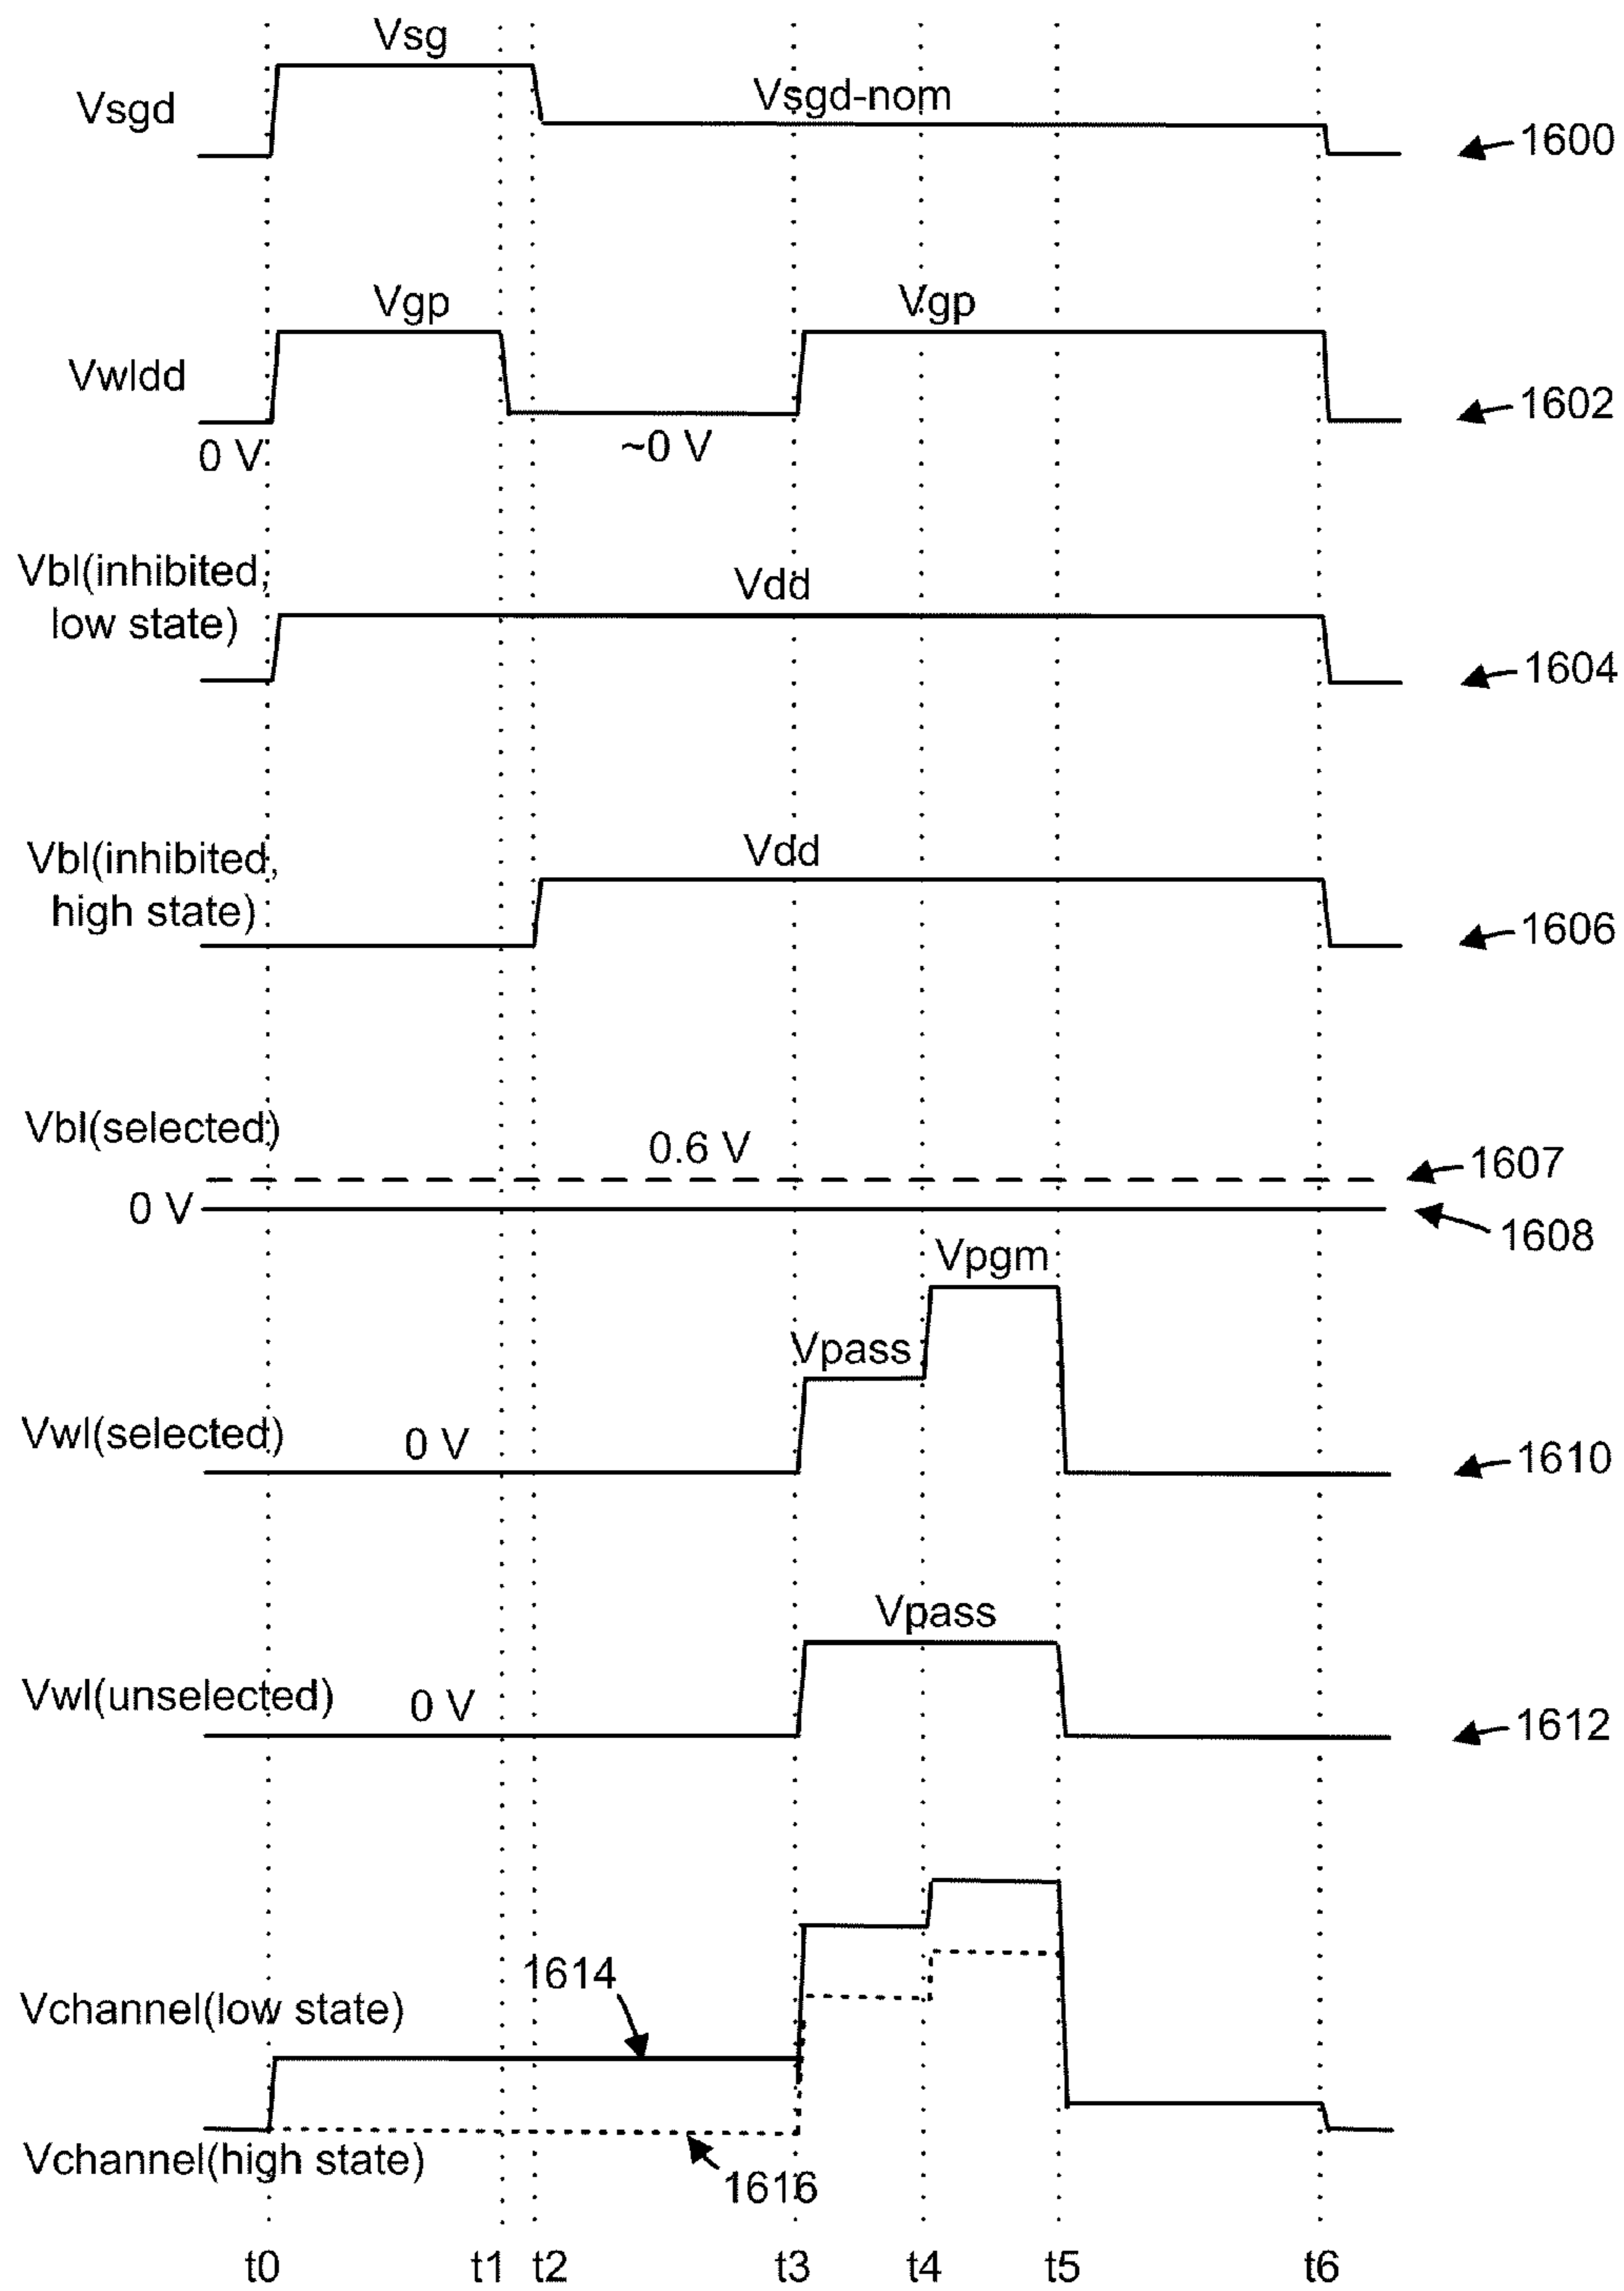 Vsg
Vsgd
Vsgd-nom
1600
Vgp
Vgp
Vwldd
1602
0 V
~0 V
Vbl(inhibited,
low state)
Vdd
1604
Vbl(inhibited,
high state)
Vdd
1606
Vbl(selected)
0.6 V
1607
0 V
1608
Vpgm
Vpass
Vwl(selected)
0 V
1610
Vpass
Vwl(unselected)
0 V
1612
1614
Vchannel(low state)
Vchannel(high state)
1616
t0 t1 t2 t3 t4 t5 t6